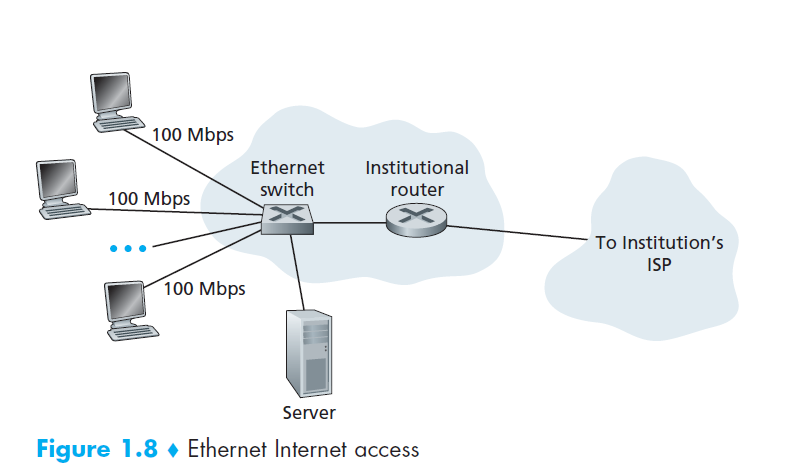 100 Mbps
Ethernet
switch
Institutional
router
100 Mbps
To Institution's
ISP
100 Mbps
Server
Figure 1.8 ♦ Ethernet Internet access